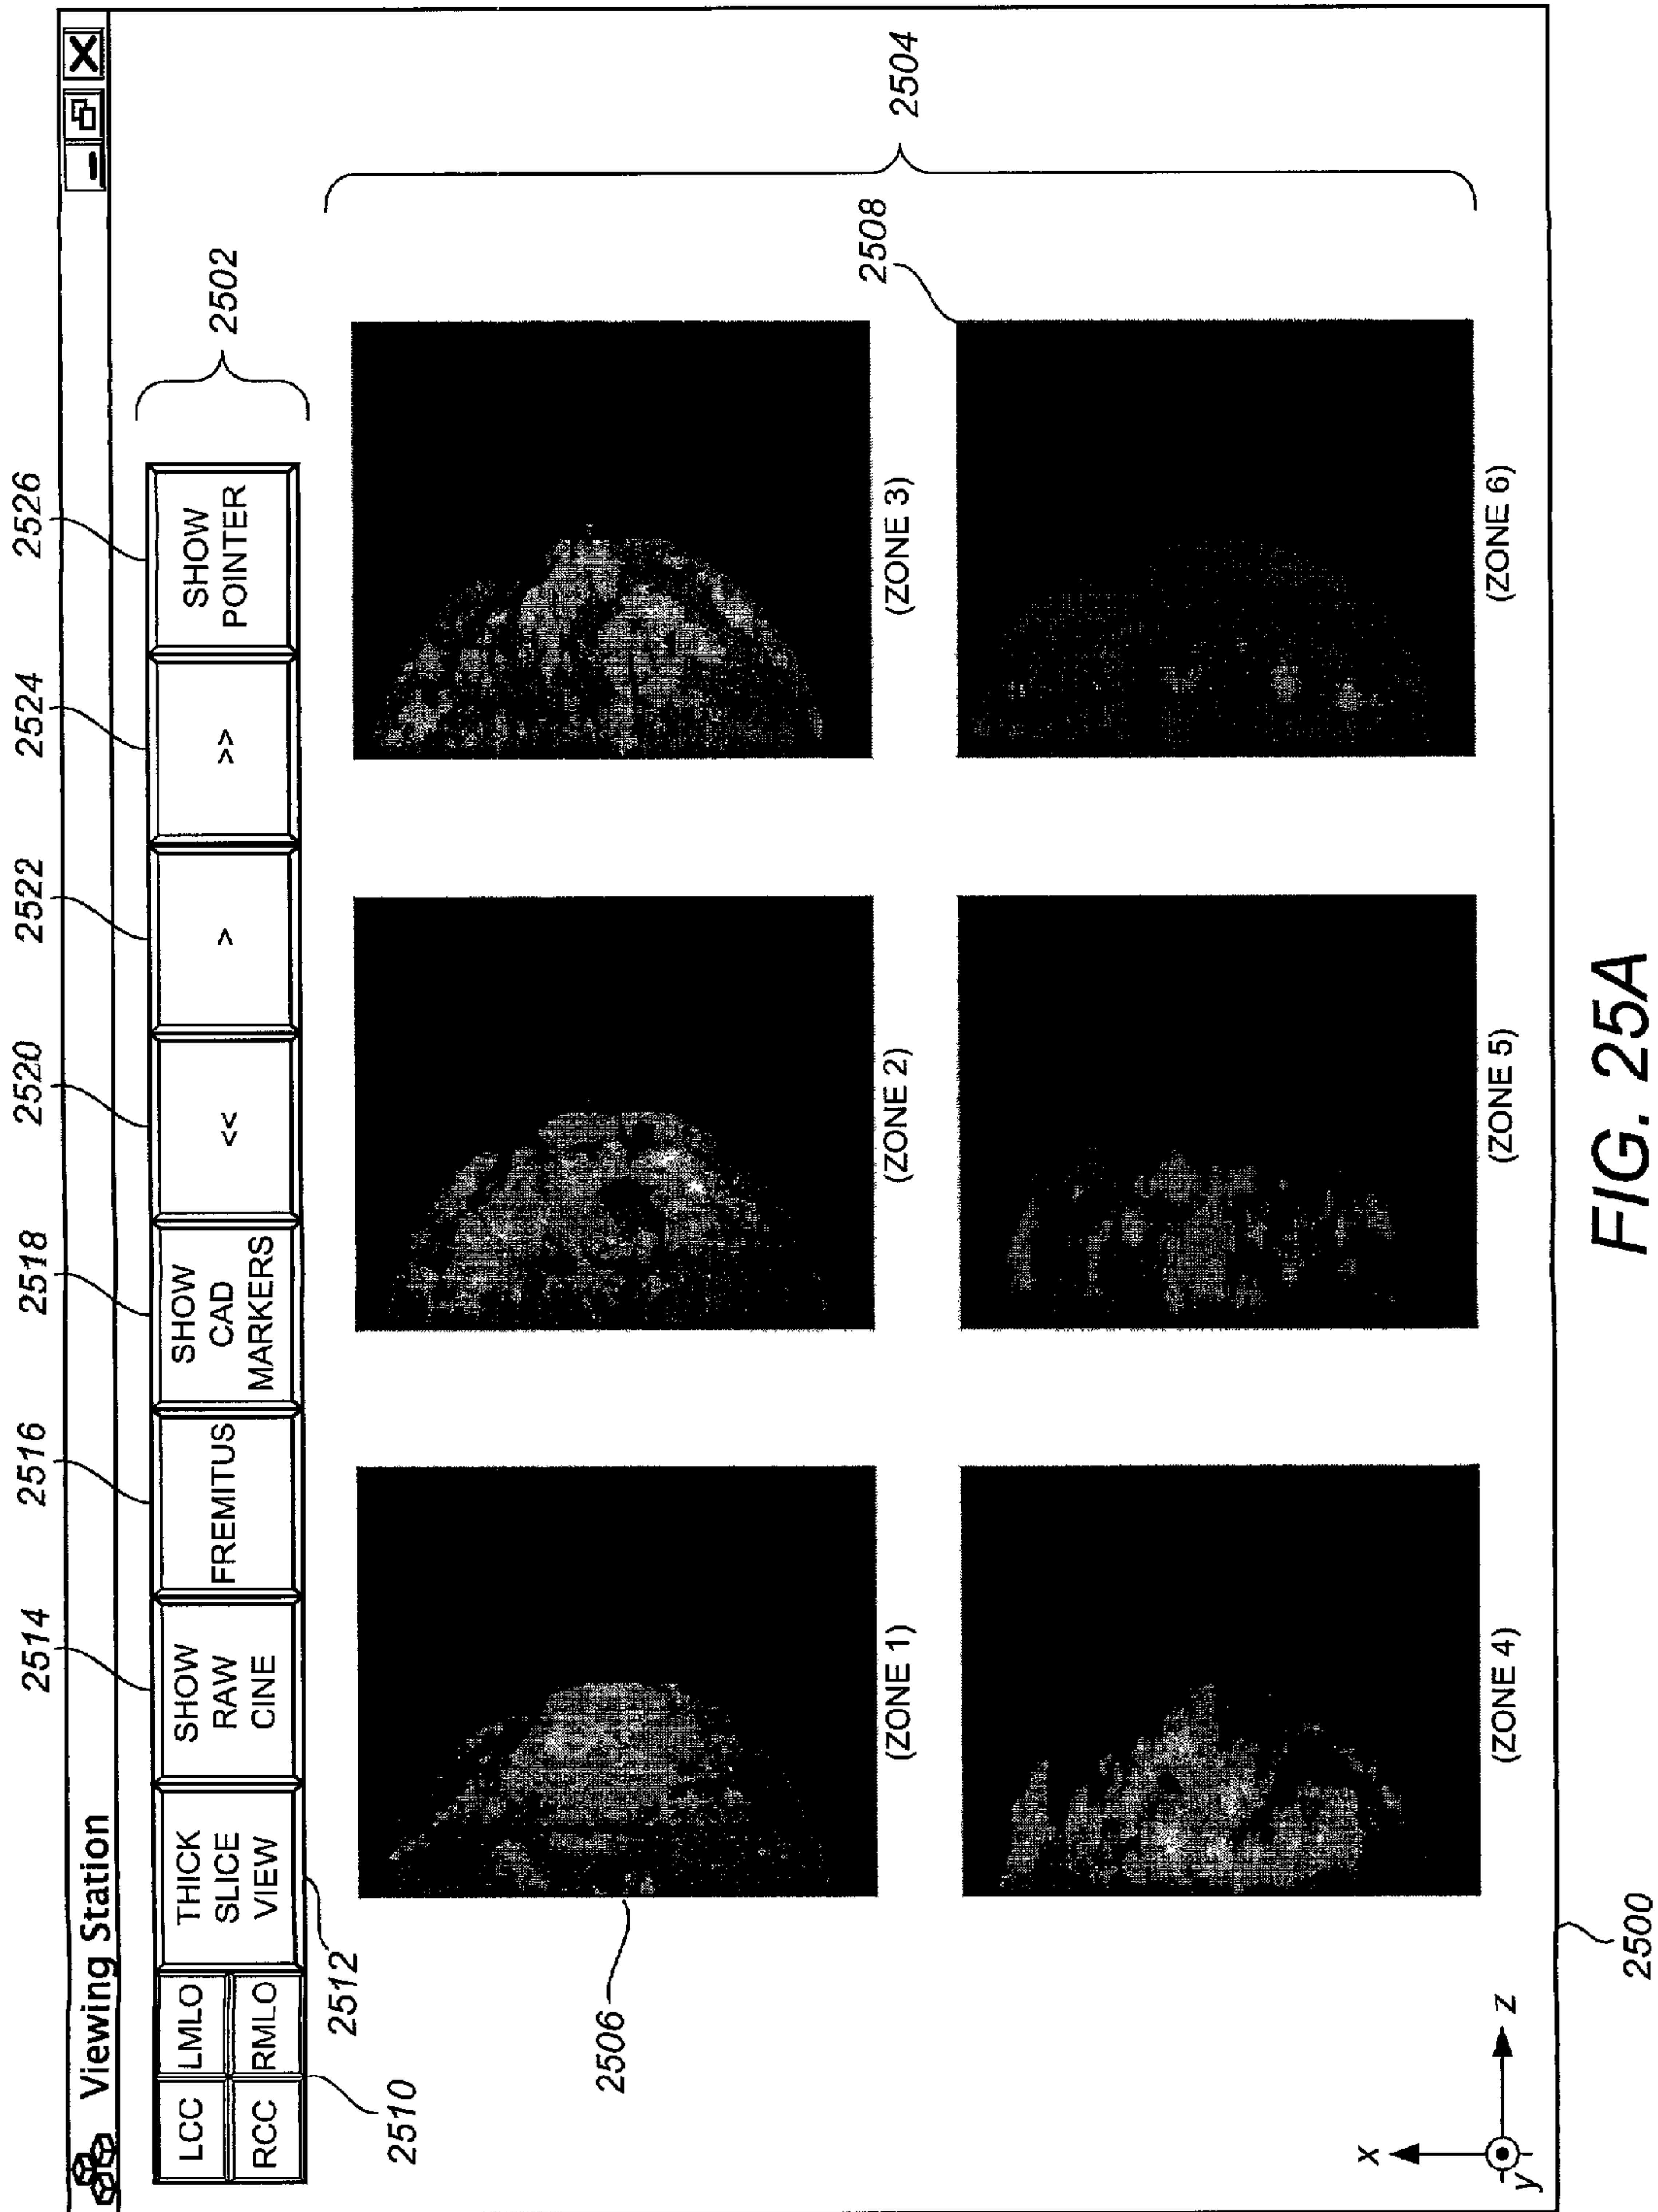 Viewing Station
2514 2516 2518 2520 2522 2524 2526
LCC LMLO
RCC RMLO
THICK
SLICE
VIEW
SHOW
RAW
CINE
FREMITUS
SHOW
CAD
MARKERS
<<
>
>>
SHOW
POINTER
2502
2510
2512
2506
(ZONE 1)
(ZONE 2)
(ZONE 3)
2508
2504
(ZONE 4)
(ZONE 5)
(ZONE 6)
x
y
z
2500
FIG. 25A